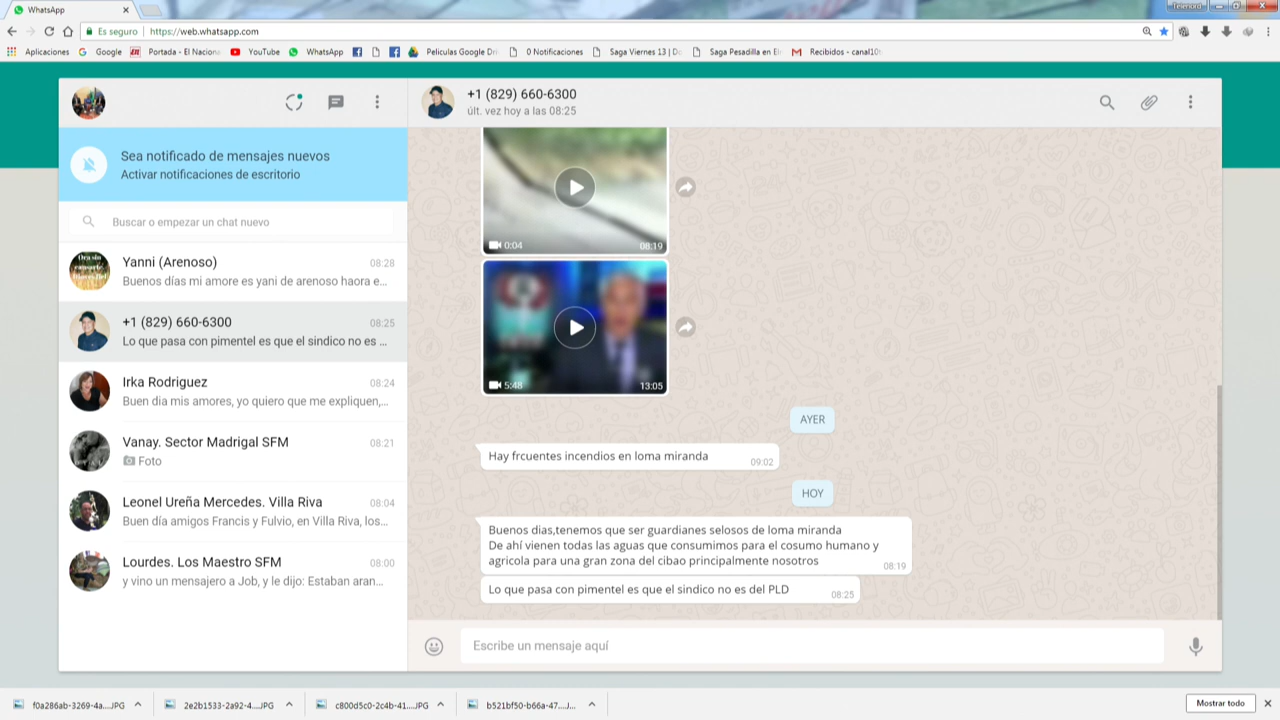 WhatsApp
Telenord
Es seguro
https://web.whatsapp.com
Aplicaciones
Google
Portada - El Naciona
YouTube
WhatsApp
Peliculas Google Dri
0 Notificaciones
Saga Viernes 13 | Do
Saga Pesadilla en El
Recibidos - canal10
+1 (829) 660-6300
últ. vez hoy a las 08:25
Sea notificado de mensajes nuevos
Activar notificaciones de escritorio
Buscar o empezar un chat nuevo
Yanni (Arenoso)
08:28
Buenos días mi amore es yani de arenoso haora e...
+1 (829) 660-6300
08:25
Lo que pasa con pimentel es que el sindico no es ...
Irka Rodriguez
08:24
Buen dia mis amores, yo quiero que me expliquen,...
Vanay. Sector Madrigal SFM
08:21
Foto
Leonel Ureña Mercedes. Villa Riva
08:04
Buen día amigos Francis y Fulvio, en Villa Riva, los...
Lourdes. Los Maestro SFM
08:00
y vino un mensajero a Job, y le dijo: Estaban aran...
0:04
08:19
5:48
13:05
AYER
Hay frcuentes incendios en loma miranda
09:02
HOY
Buenos dias,tenemos que ser guardianes selosos de loma miranda
De ahí vienen todas las aguas que consumimos para el cosumo humano y
agricola para una gran zona del cibao principalmente nosotros
08:19
Lo que pasa con pimentel es que el sindico no es del PLD
08:25
Escribe un mensaje aquí
f0a286ab-3269-4a....JPG
2e2b1533-2a92-4....JPG
c800d5c0-2c4b-41....JPG
b521bf50-b66a-47....J...
Mostrar todo